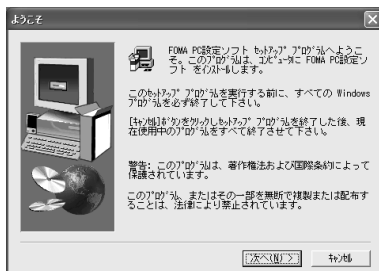 ようこそ
FOMA PC設定ソフト ｾｯﾄｱｯﾌﾟ ﾌﾟﾛｸﾞﾗﾑへようこ
そ。このﾌﾟﾛｸﾞﾗﾑは、ｺﾝﾋﾟｭｰﾀに FOMA PC設定ソ
フト をｲﾝｽﾄｰﾙします。
このｾｯﾄｱｯﾌﾟ ﾌﾟﾛｸﾞﾗﾑを実行する前に、すべての Windows
ﾌﾟﾛｸﾞﾗﾑを必ず終了して下さい。
[ｷｬﾝｾﾙ]ﾎﾞﾀﾝをｸﾘｯｸしｾｯﾄｱｯﾌﾟ ﾌﾟﾛｸﾞﾗﾑを終了した後、現
在使用中のﾌﾟﾛｸﾞﾗﾑをすべて終了させて下さい。
警告: このﾌﾟﾛｸﾞﾗﾑは、著作権法および国際条約によって
保護されています。
このﾌﾟﾛｸﾞﾗﾑ、またはその一部を無断で複製または配布す
ることは、法律により禁止されています。
次へ(N) >
ｷｬﾝｾﾙ